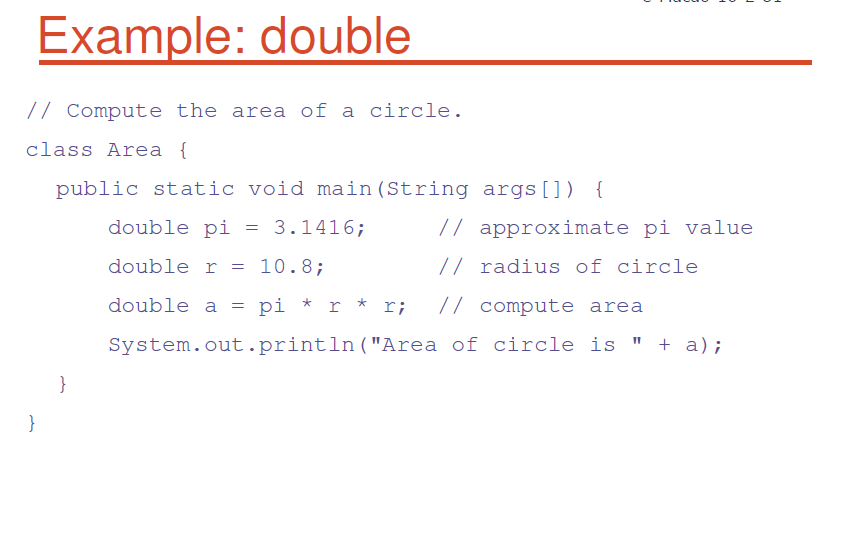 Example: double
// Compute the area of a circle.
class Area {
public static void main(String args[]) {
double pi = 3.1416; // approximate pi value
double r = 10.8; // radius of circle
double a = pi * r * r; // compute area
System.out.println("Area of circle is " + a);
}
}